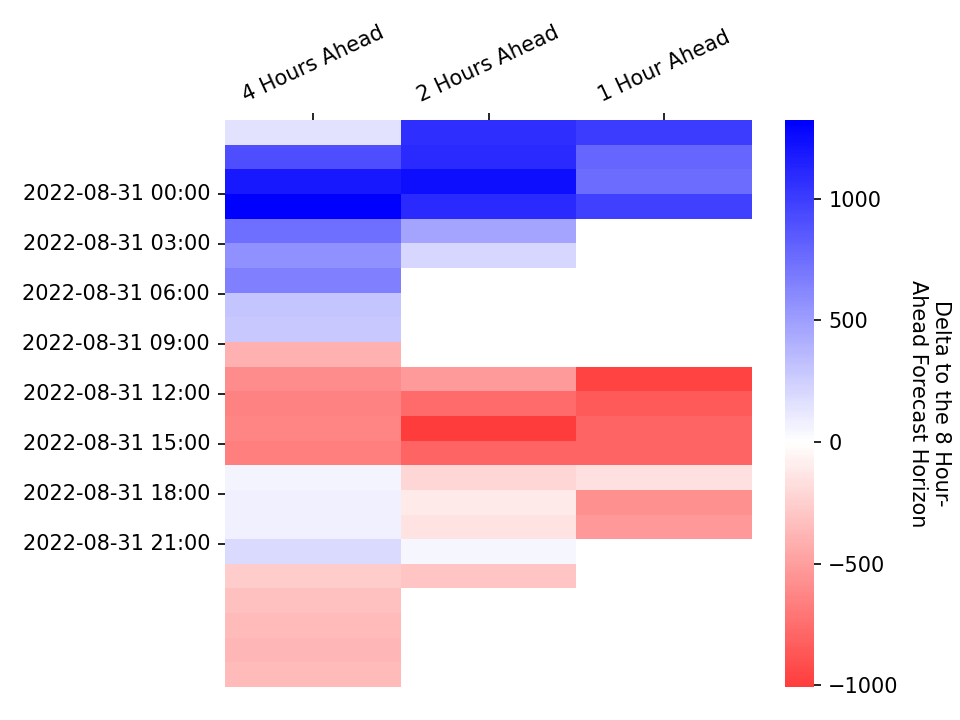 4 Hours Ahead
2 Hours Ahead
1 Hour Ahead
2022-08-31 00:00
2022-08-31 03:00
2022-08-31 06:00
2022-08-31 09:00
2022-08-31 12:00
2022-08-31 15:00
2022-08-31 18:00
2022-08-31 21:00
1000
500
0
−500
−1000
Delta to the 8 Hour-
Ahead Forecast Horizon